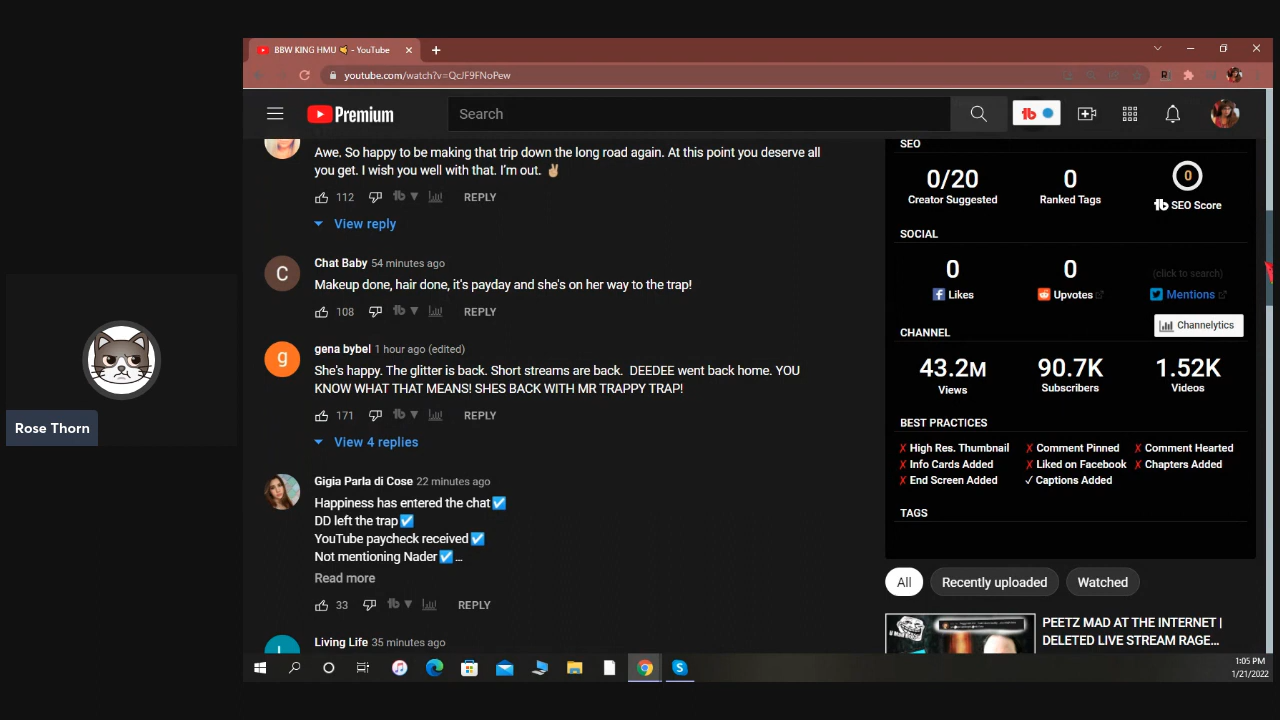 BBW KING HMU - YouTube
youtube.com/watch?v=QcJF9FNoPew
Premium
Search
tb
Awe. So happy to be making that trip down the long road again. At this point you deserve all
you get. I wish you well with that. I'm out. ✌
112 tb REPLY
View reply
C
Chat Baby 54 minutes ago
Makeup done, hair done, it's payday and she's on her way to the trap!
108 tb REPLY
g
gena bybel 1 hour ago (edited)
She's happy. The glitter is back. Short streams are back. DEEDEE went back home. YOU
KNOW WHAT THAT MEANS! SHES BACK WITH MR TRAPPY TRAP!
171 tb REPLY
View 4 replies
Gigia Parla di Cose 22 minutes ago
Happiness has entered the chat☑
DD left the trap☑
YouTube paycheck received☑
Not mentioning Nader☑...
Read more
33 tb REPLY
L
Living Life 35 minutes ago
SEO
0/20 0 0
Creator Suggested Ranked Tags tb SEO Score
SOCIAL
0 0 (click to search)
Likes Upvotes Mentions
CHANNEL Channelytics
43.2M 90.7K 1.52K
Views Subscribers Videos
BEST PRACTICES
✗ High Res. Thumbnail ✗ Comment Pinned ✗ Comment Hearted
✗ Info Cards Added ✗ Liked on Facebook ✗ Chapters Added
✗ End Screen Added ✓ Captions Added
TAGS
All Recently uploaded Watched
PEETZ MAD AT THE INTERNET |
DELETED LIVE STREAM RAGE...
Rose Thorn
1:05 PM
1/21/2022